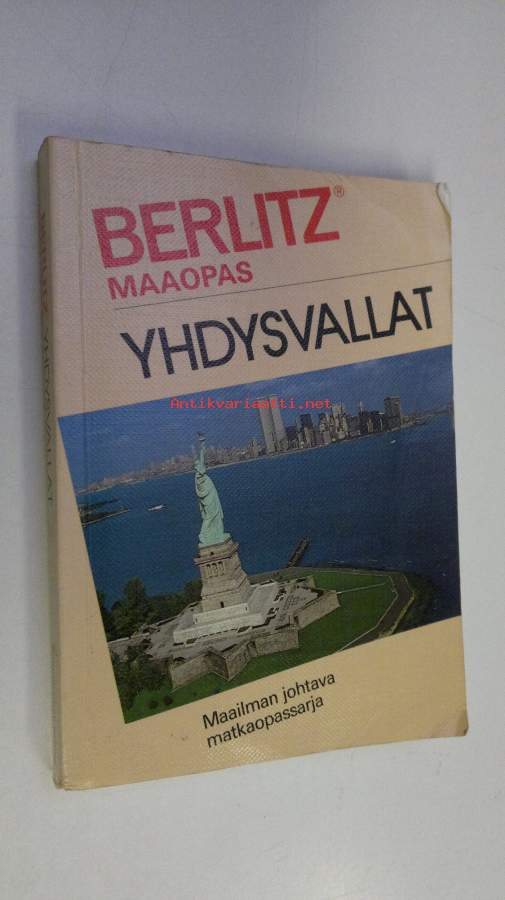 BERLITZ®
MAAOPAS
YHDYSVALLAT
Antikvariaatti.net
Maailman johtava
matkaopassarja
BERLITZ YHDYSVALLAT